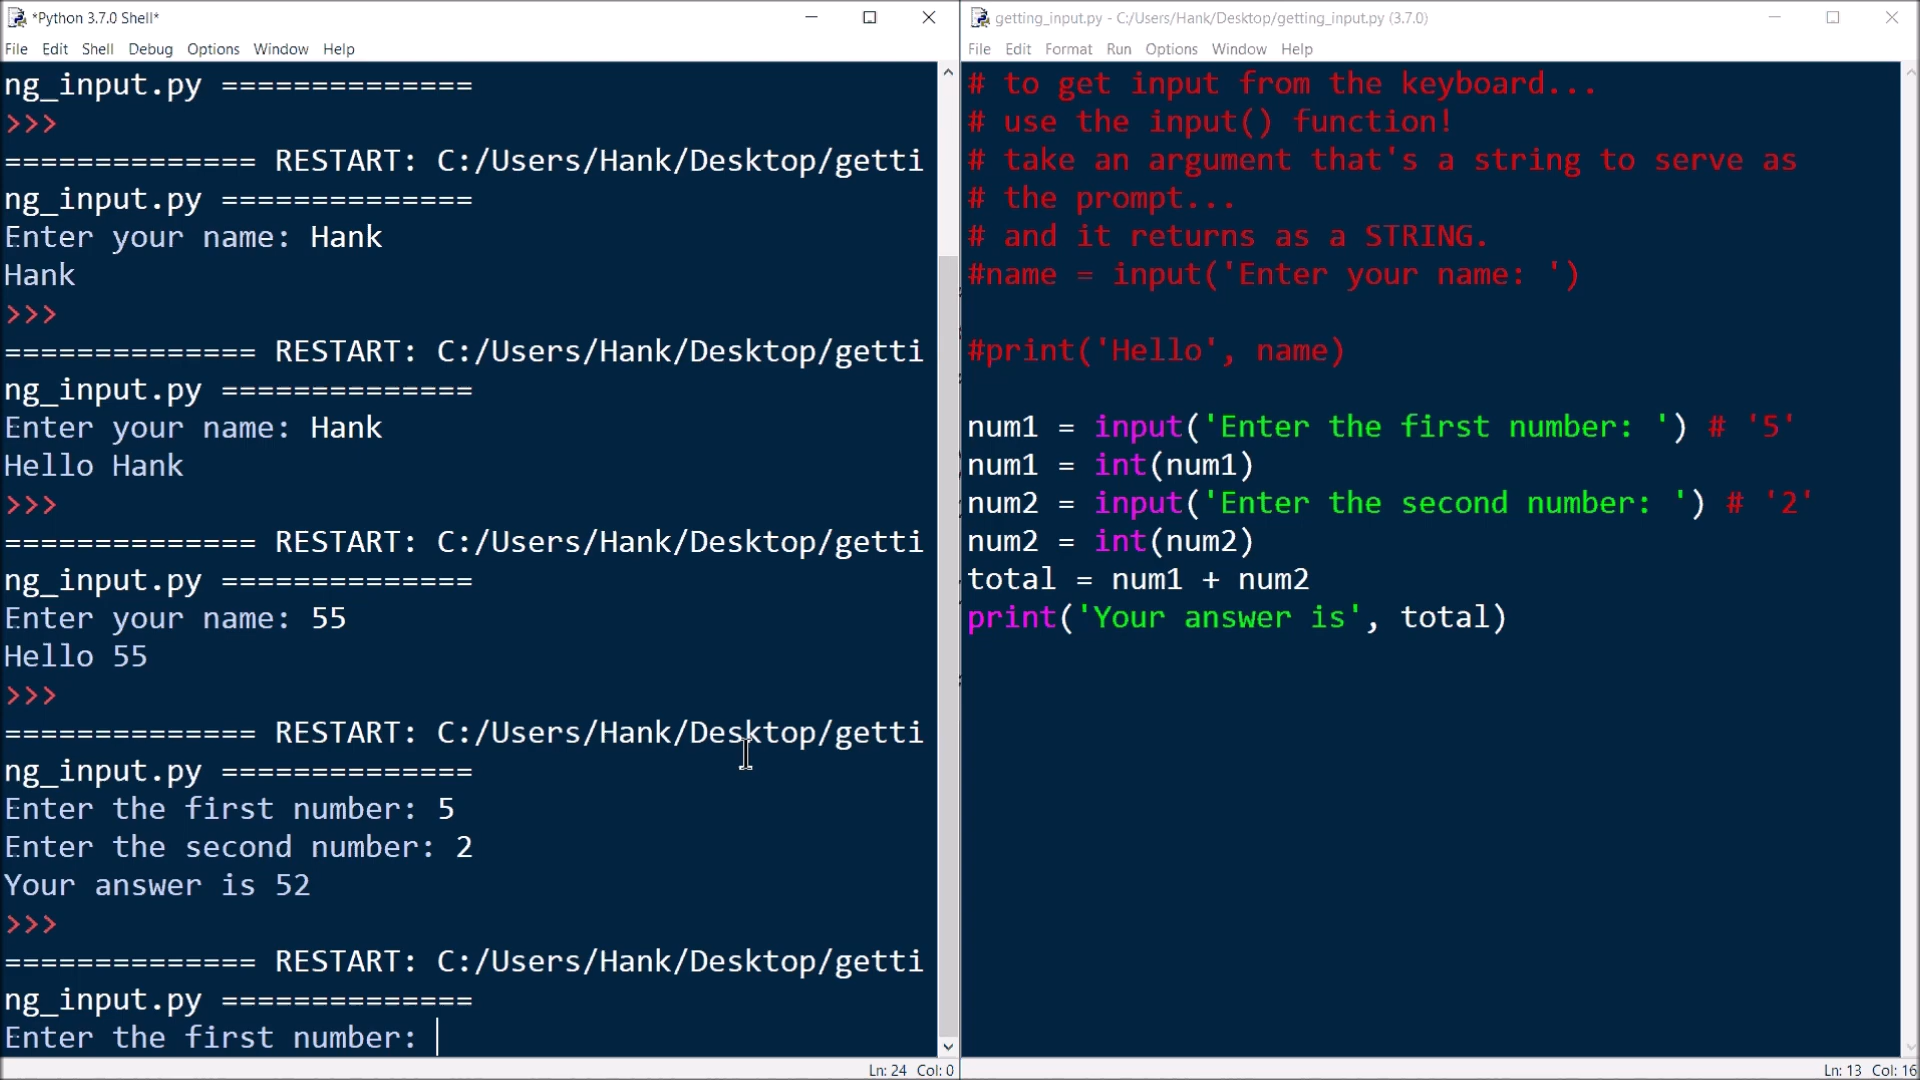 *Python 3.7.0 Shell*
File Edit Shell Debug Options Window Help
ng_input.py ==============
>>>
============== RESTART: C:/Users/Hank/Desktop/getti
ng_input.py ==============
Enter your name: Hank
Hank
>>>
============== RESTART: C:/Users/Hank/Desktop/getti
ng_input.py ==============
Enter your name: Hank
Hello Hank
>>>
============== RESTART: C:/Users/Hank/Desktop/getti
ng_input.py ==============
Enter your name: 55
Hello 55
>>>
============== RESTART: C:/Users/Hank/Desktop/getti
ng_input.py ==============
Enter the first number: 5
Enter the second number: 2
Your answer is 52
>>>
============== RESTART: C:/Users/Hank/Desktop/getti
ng_input.py ==============
Enter the first number:
Ln: 24 Col: 0
getting_input.py - C:/Users/Hank/Desktop/getting_input.py (3.7.0)
File Edit Format Run Options Window Help
# to get input from the keyboard...
# use the input() function!
# take an argument that's a string to serve as
# the prompt...
# and it returns as a STRING.
#name = input('Enter your name: ')
#print('Hello', name)
num1 = input('Enter the first number: ') # '5'
num1 = int(num1)
num2 = input('Enter the second number: ') # '2'
num2 = int(num2)
total = num1 + num2
print('Your answer is', total)
Ln: 13 Col: 16